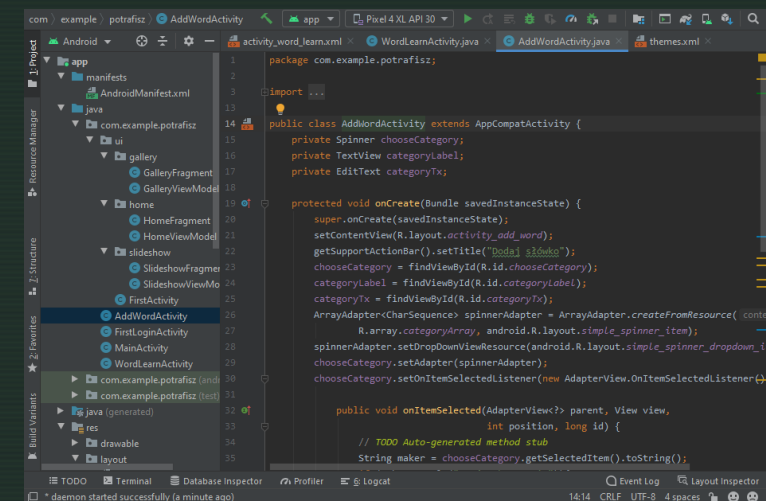 com example potrafisz AddWordActivity app Pixel 4 XL API 30
Android activity_word_learn.xml WordLearnActivity.java AddWordActivity.java themes.xml
1: Project
Resource Manager
7: Structure
2: Favorites
Build Variants
app
manifests
AndroidManifest.xml
java
com.example.potrafisz
ui
gallery
GalleryFragment
GalleryViewModel
home
HomeFragment
HomeViewModel
slideshow
SlideshowFragmen
SlideshowViewMo
FirstActivity
AddWordActivity
FirstLoginActivity
MainActivity
WordLearnActivity
com.example.potrafisz (and
com.example.potrafisz (test)
java (generated)
res
drawable
layout
1 package com.example.potrafisz;
2
3 import ...
13
14 public class AddWordActivity extends AppCompatActivity {
15 private Spinner chooseCategory;
16 private TextView categoryLabel;
17 private EditText categoryTx;
18
19 protected void onCreate(Bundle savedInstanceState) {
20 super.onCreate(savedInstanceState);
21 setContentView(R.layout.activity_add_word);
22 getSupportActionBar().setTitle("Dodaj słówko");
23 chooseCategory = findViewById(R.id.chooseCategory);
24 categoryLabel = findViewById(R.id.categoryLabel);
25 categoryTx = findViewById(R.id.categoryTx);
26 ArrayAdapter<CharSequence> spinnerAdapter = ArrayAdapter.createFromResource( conte
27 R.array.categoryArray, android.R.layout.simple_spinner_item);
28 spinnerAdapter.setDropDownViewResource(android.R.layout.simple_spinner_dropdown_i
29 chooseCategory.setAdapter(spinnerAdapter);
30 chooseCategory.setOnItemSelectedListener(new AdapterView.OnItemSelectedListener()
31
32 public void onItemSelected(AdapterView<?> parent, View view,
33 int position, long id) {
34 // TODO Auto-generated method stub
35 String maker = chooseCategory.getSelectedItem().toString();
TODO Terminal Database Inspector Profiler 6: Logcat Event Log Layout Inspector
* daemon started successfully (a minute ago) 14:14 CRLF UTF-8 4 spaces